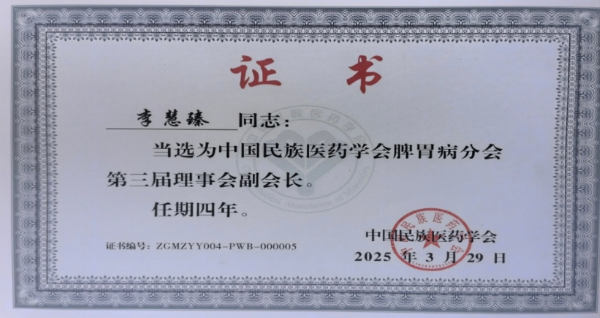 证 书
李慧臻 同志：
当选为中国民族医药学会脾胃病分会
第三届理事会副会长。
任期四年。
证书编号：ZGMZYY004-PWB-000005
中国民族医药学会
2025 年 3 月 29 日